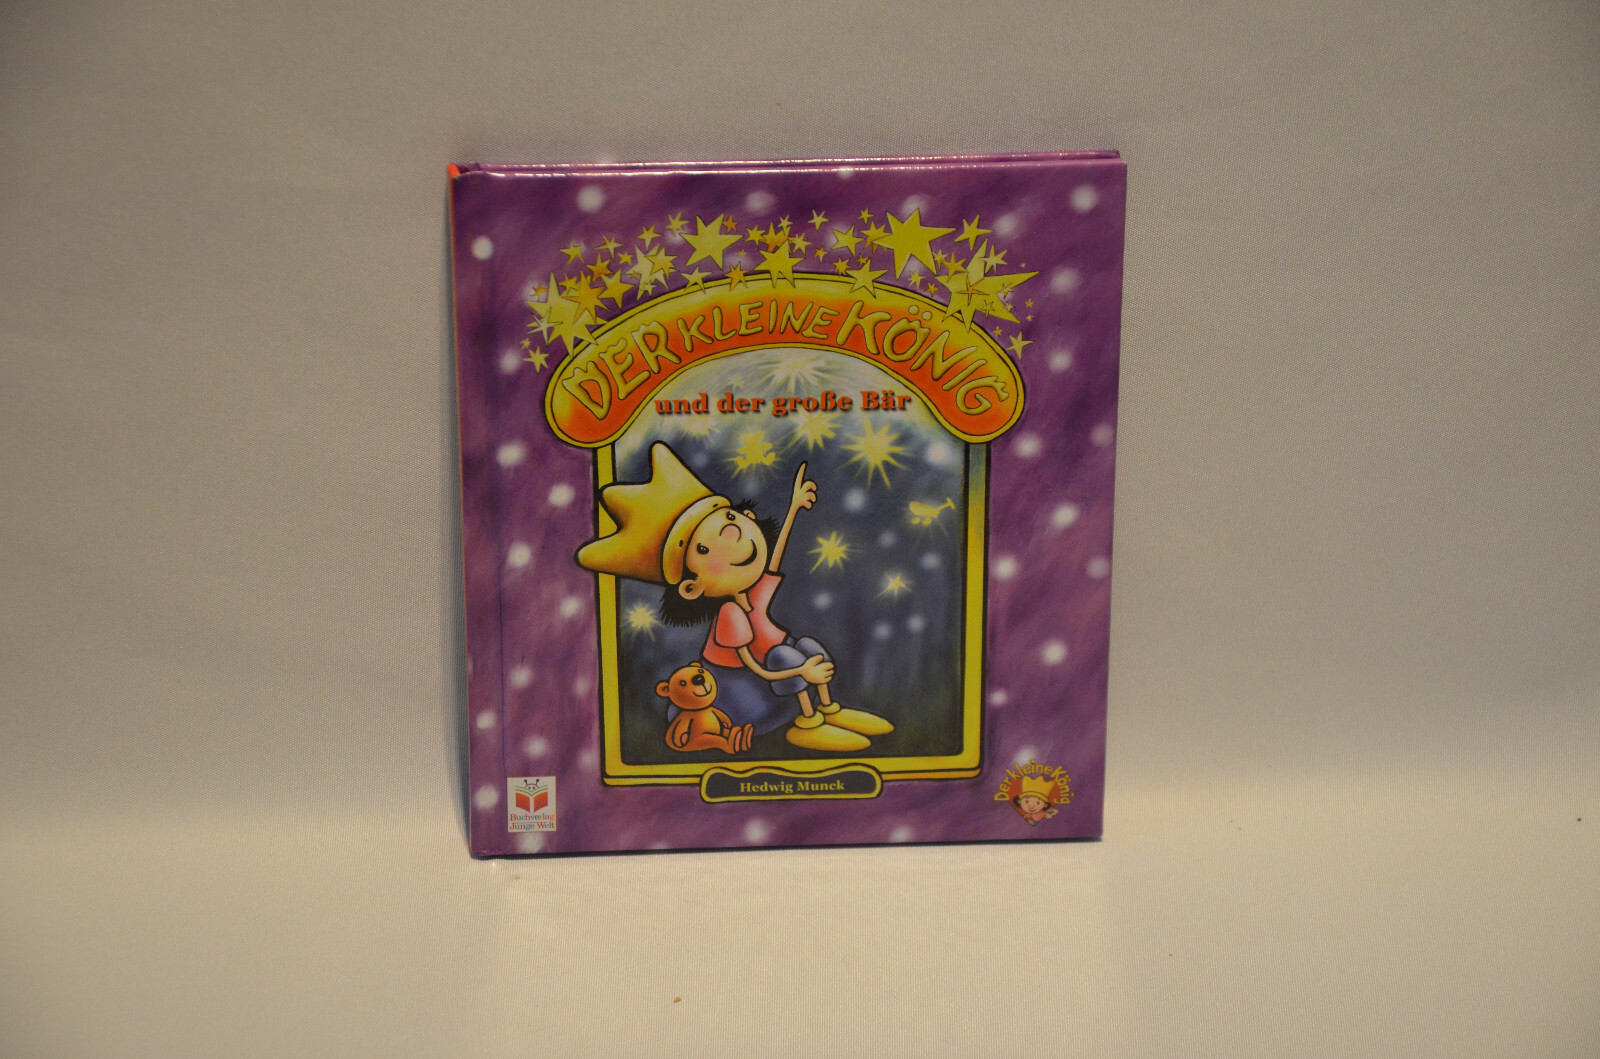 DER KLEINE KÖNIG
und der große Bär
Hedwig Munck
Buchverlag
Junge Welt
Der kleine König